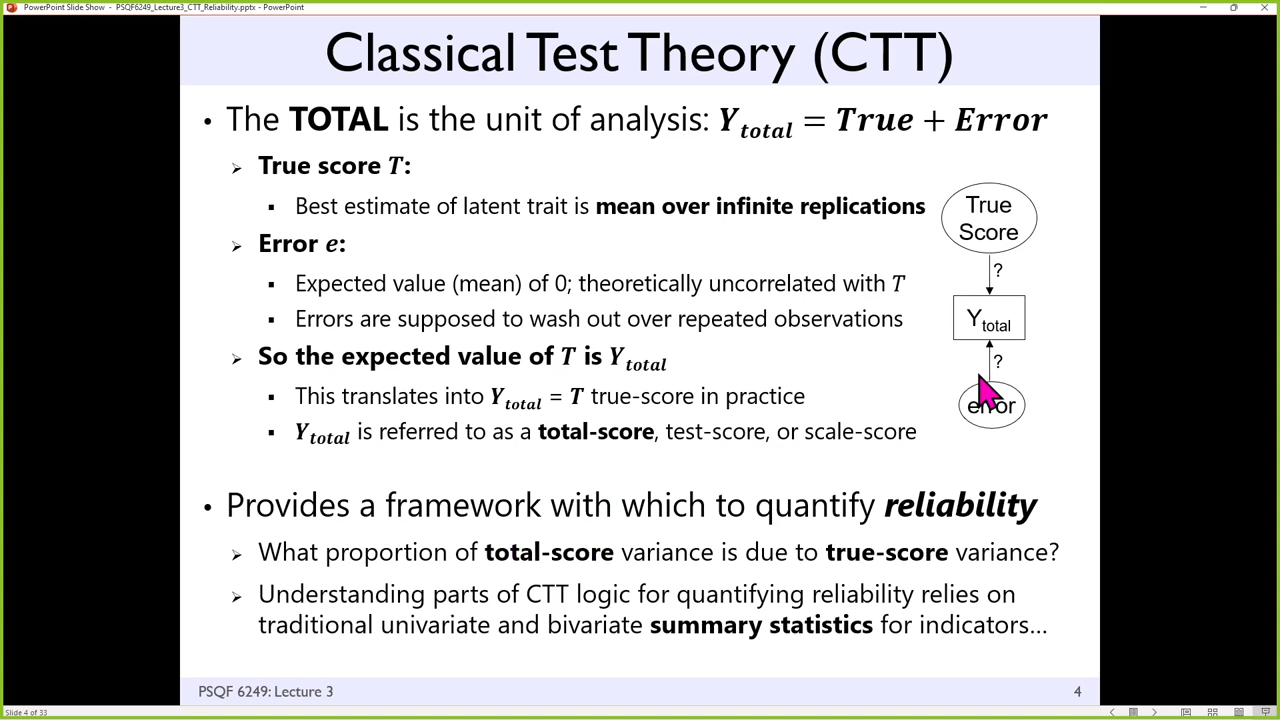 PowerPoint Slide Show - PSQF6249_Lecture3_CTT_Reliability.pptx - PowerPoint
Classical Test Theory (CTT)
• The TOTAL is the unit of analysis: Y_total = True + Error
➢ True score T:
▪ Best estimate of latent trait is mean over infinite replications
➢ Error e:
▪ Expected value (mean) of 0; theoretically uncorrelated with T
▪ Errors are supposed to wash out over repeated observations
➢ So the expected value of T is Y_total
▪ This translates into Y_total = T true-score in practice
▪ Y_total is referred to as a total-score, test-score, or scale-score
True
Score
?
Y_total
?
error
• Provides a framework with which to quantify reliability
➢ What proportion of total-score variance is due to true-score variance?
➢ Understanding parts of CTT logic for quantifying reliability relies on
traditional univariate and bivariate summary statistics for indicators…
PSQF 6249: Lecture 3
4
Slide 4 of 33